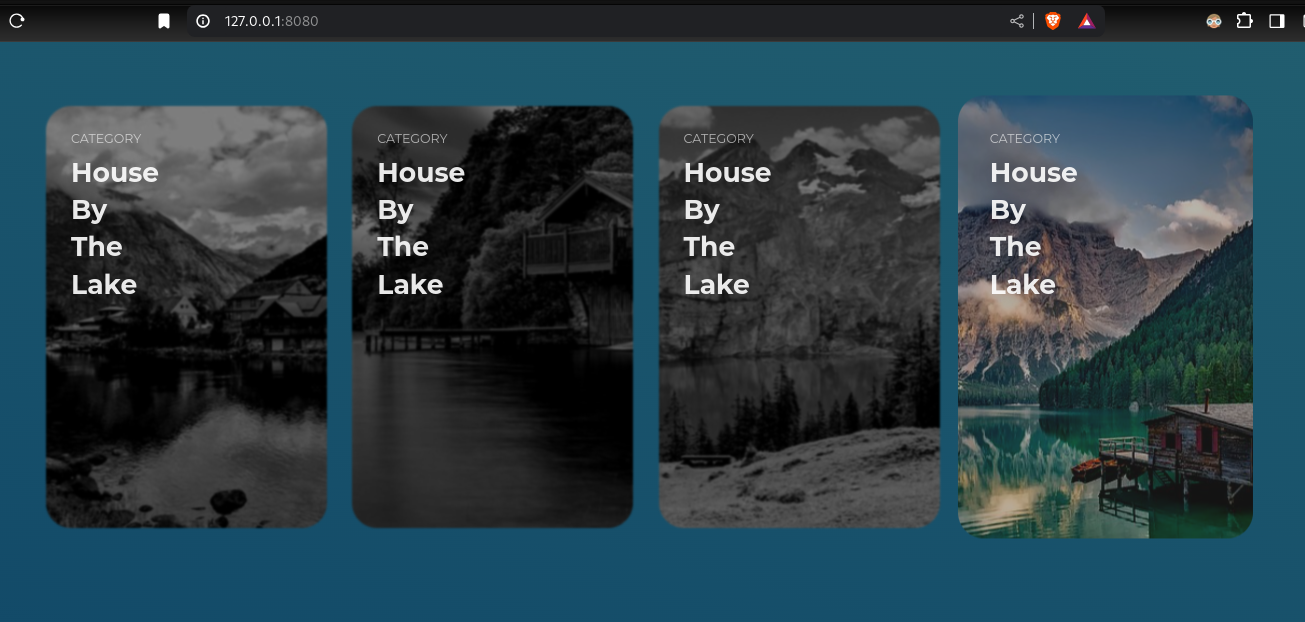 127.0.0.1:8080
CATEGORY
House
By
The
Lake
CATEGORY
House
By
The
Lake
CATEGORY
House
By
The
Lake
CATEGORY
House
By
The
Lake